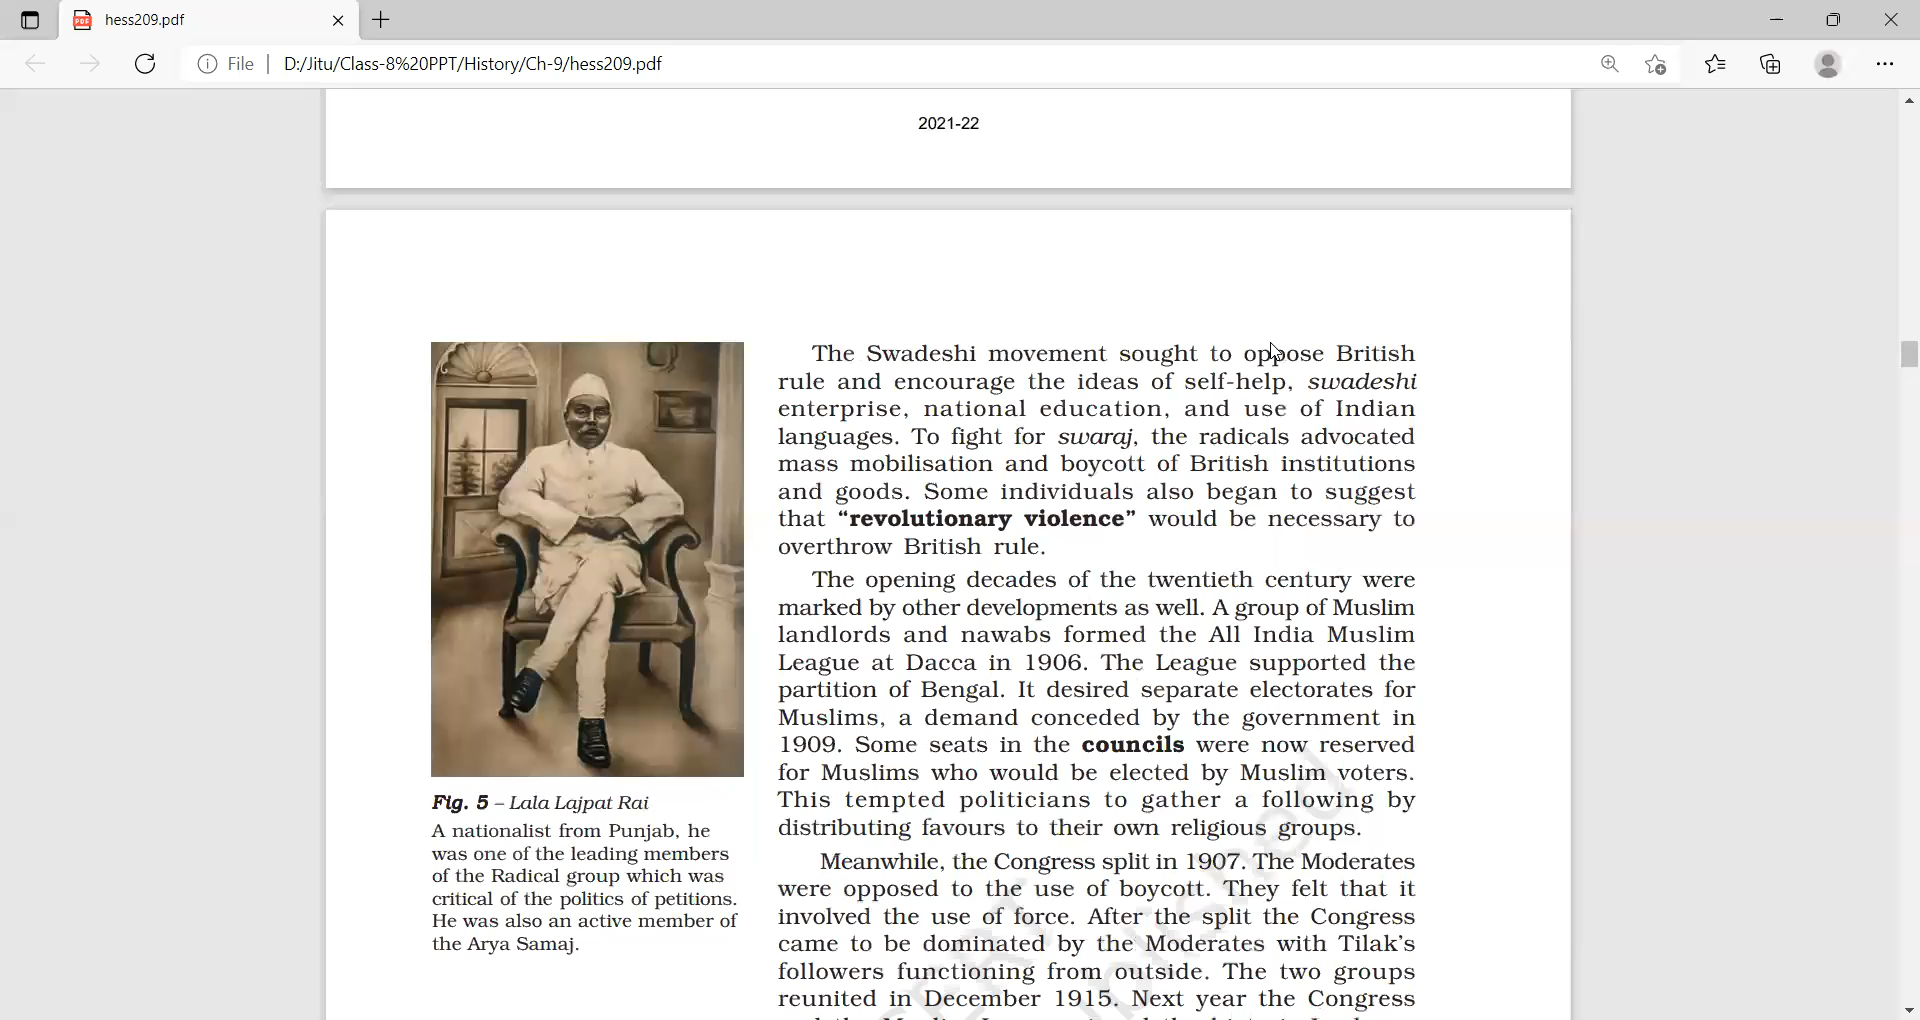 hess209.pdf
File
D:/Jitu/Class-8%20PPT/History/Ch-9/hess209.pdf
2021-22
Fig. 5 – Lala Lajpat Rai
A nationalist from Punjab, he
was one of the leading members
of the Radical group which was
critical of the politics of petitions.
He was also an active member of
the Arya Samaj.
The Swadeshi movement sought to oppose British
rule and encourage the ideas of self-help, swadeshi
enterprise, national education, and use of Indian
languages. To fight for swaraj, the radicals advocated
mass mobilisation and boycott of British institutions
and goods. Some individuals also began to suggest
that “revolutionary violence” would be necessary to
overthrow British rule.
The opening decades of the twentieth century were
marked by other developments as well. A group of Muslim
landlords and nawabs formed the All India Muslim
League at Dacca in 1906. The League supported the
partition of Bengal. It desired separate electorates for
Muslims, a demand conceded by the government in
1909. Some seats in the councils were now reserved
for Muslims who would be elected by Muslim voters.
This tempted politicians to gather a following by
distributing favours to their own religious groups.
Meanwhile, the Congress split in 1907. The Moderates
were opposed to the use of boycott. They felt that it
involved the use of force. After the split the Congress
came to be dominated by the Moderates with Tilak’s
followers functioning from outside. The two groups
reunited in December 1915. Next year the Congress